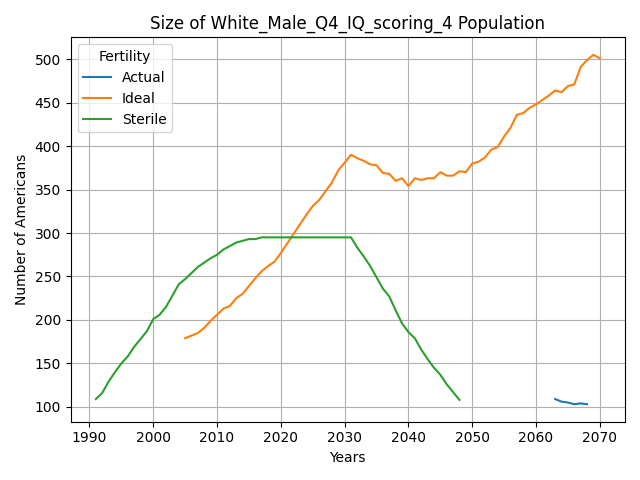 Size of White_Male_Q4_IQ_scoring_4 Population
Fertility
Actual
Ideal
Sterile
Number of Americans
500
450
400
350
300
250
200
150
100
1990 2000 2010 2020 2030 2040 2050 2060 2070
Years